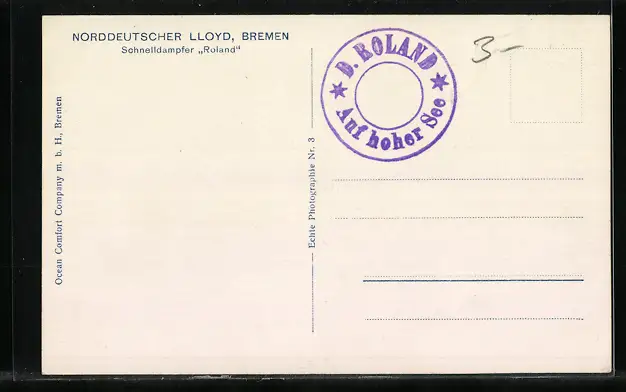 NORDDEUTSCHER LLOYD, BREMEN
Schnelldampfer „Roland“
Ocean Comfort Company m. b. H., Bremen
Echte Photographie Nr. 3
D. ROLAND
Auf hoher See
3-